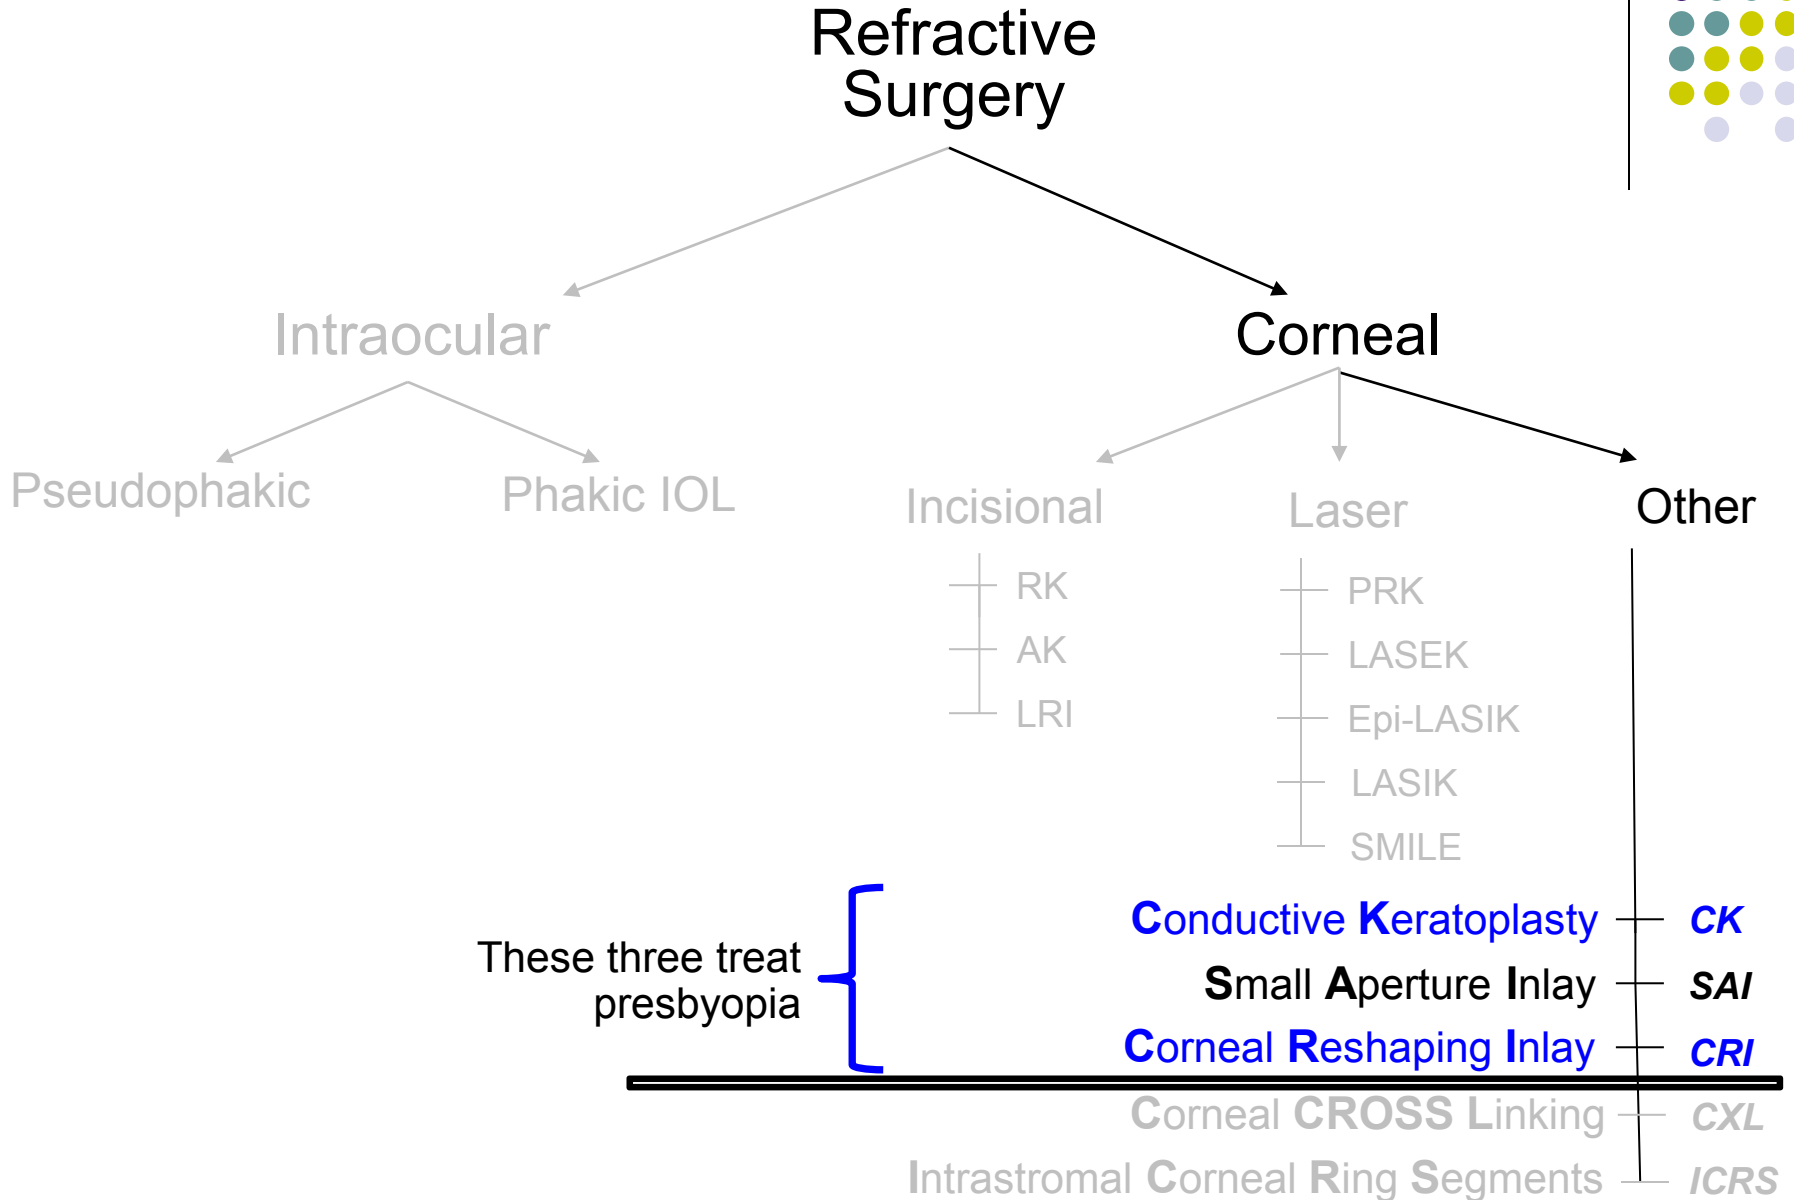 Refractive
Surgery
Intraocular
Corneal
Pseudophakic
Phakic IOL
Incisional
Laser
Other
RK
AK
LRI
PRK
LASEK
Epi-LASIK
LASIK
SMILE
These three treat
presbyopia
Conductive Keratoplasty CK
Small Aperture Inlay SAI
Corneal Reshaping Inlay CRI
Corneal CROSS Linking CXL
Intrastromal Corneal Ring Segments ICRS